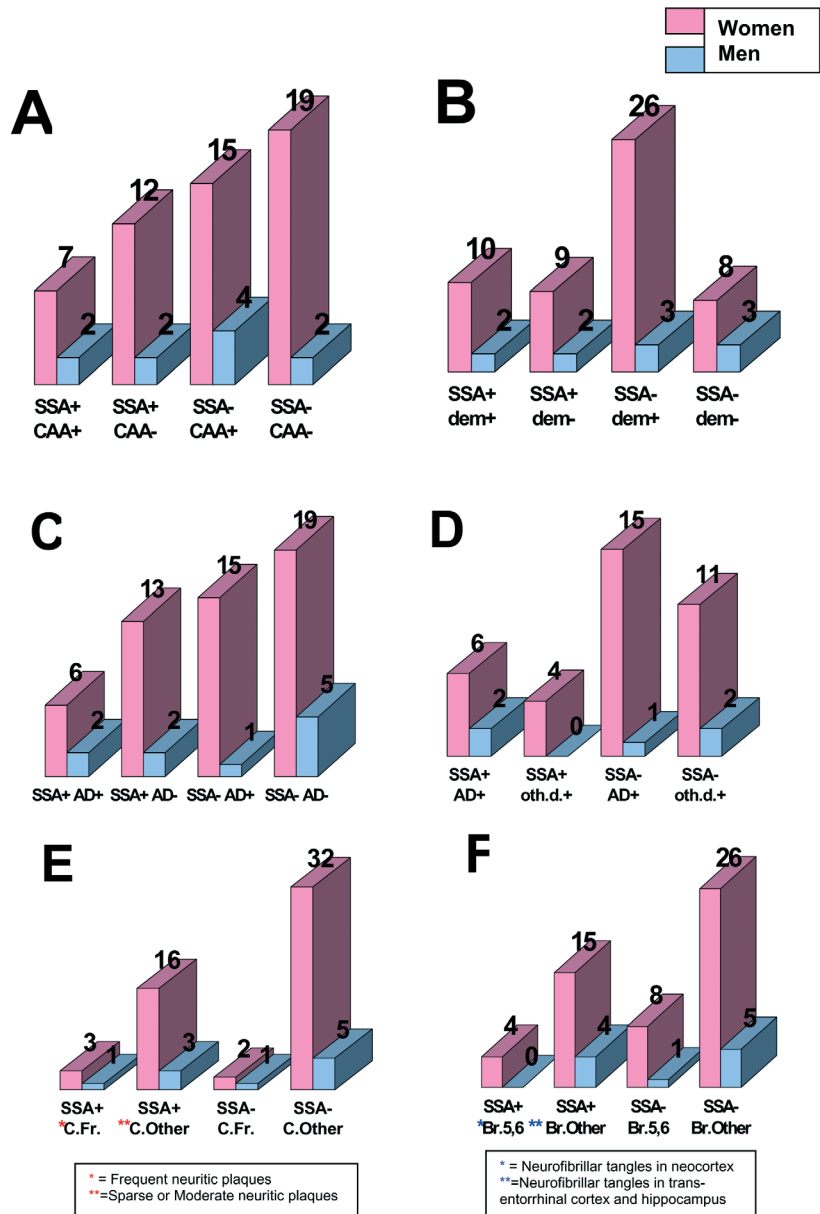 Women
Men
A
7
2
12
2
15
4
19
2
SSA+ SSA+ SSA- SSA-
CAA+ CAA- CAA+ CAA-
B
10
2
9
2
26
3
8
3
SSA+ SSA+ SSA- SSA-
dem+ dem- dem+ dem-
C
6
2
13
2
15
1
19
5
SSA+ AD+ SSA+ AD- SSA- AD+ SSA- AD-
D
6
2
4
0
15
1
11
2
SSA+ SSA+ SSA- SSA-
AD+ oth.d.+ AD+ oth.d.+
E
3
1
16
3
2
1
32
5
SSA+ SSA+ SSA- SSA-
*C.Fr. **C.Other C.Fr. C.Other
* = Frequent neuritic plaques
**=Sparse or Moderate neuritic plaques
F
4
0
15
4
8
1
26
5
SSA+ SSA+ SSA- SSA-
*Br.5,6 ** Br.Other Br.5,6 Br.Other
* = Neurofibrillar tangles in neocortex
**=Neurofibrillar tangles in trans-
entorrhinal cortex and hippocampus